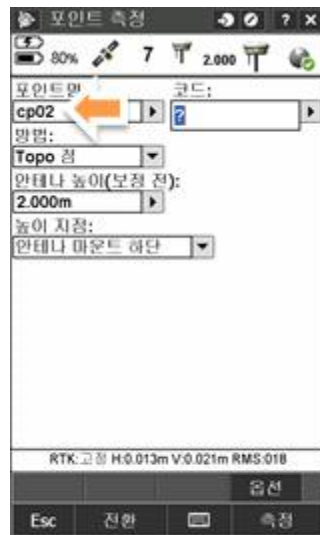 포인트 측정 ? X
80% 7 2.000
포인트명 코드:
cp02 ?
방법:
Topo 점
안테나 높이(보정 전):
2.000m
높이 지점:
안테나 마운트 하단
RTK:고정 H:0.013m V:0.021m RMS:018
옵션
Esc 전환 측정